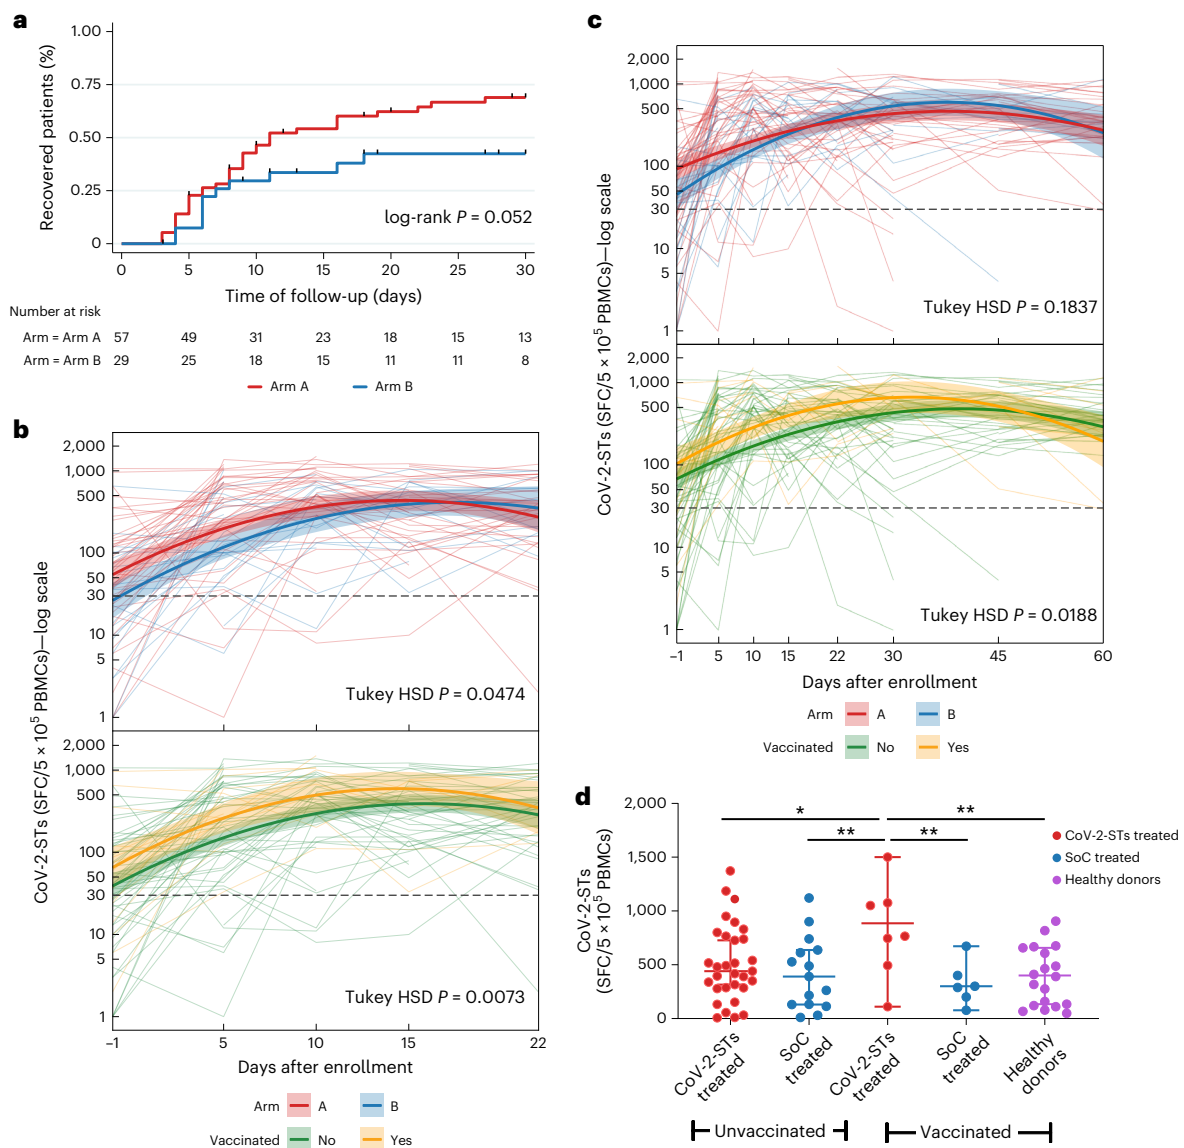 a
Recovered patients (%)
1.00
0.75
0.50
0.25
0
log-rank P = 0.052
0 5 10 15 20 25 30
Time of follow-up (days)
Number at risk
Arm = Arm A 57 49 31 23 18 15 13
Arm = Arm B 29 25 18 15 11 11 8
Arm A Arm B
b
CoV-2-STs (SFC/5 × 10⁵ PBMCs)—log scale
2,000
1,000
500
100
50
30
10
5
1
Tukey HSD P = 0.0474
2,000
1,000
500
100
50
30
10
5
1
Tukey HSD P = 0.0073
–1 5 10 15 22
Days after enrollment
Arm A B
Vaccinated No Yes
c
CoV-2-STs (SFC/5 × 10⁵ PBMCs)—log scale
2,000
1,000
500
100
50
30
10
5
1
Tukey HSD P = 0.1837
2,000
1,000
500
100
50
30
10
5
1
Tukey HSD P = 0.0188
–1 5 10 15 22 30 45 60
Days after enrollment
Arm A B
Vaccinated No Yes
d
CoV-2-STs
(SFC/5 × 10⁵ PBMCs)
2,000
1,500
1,000
500
0
* **
** **
CoV-2-STs treated
SoC treated
Healthy donors
CoV-2-STs
treated
SoC
treated
CoV-2-STs
treated
SoC
treated
Healthy
donors
Unvaccinated Vaccinated